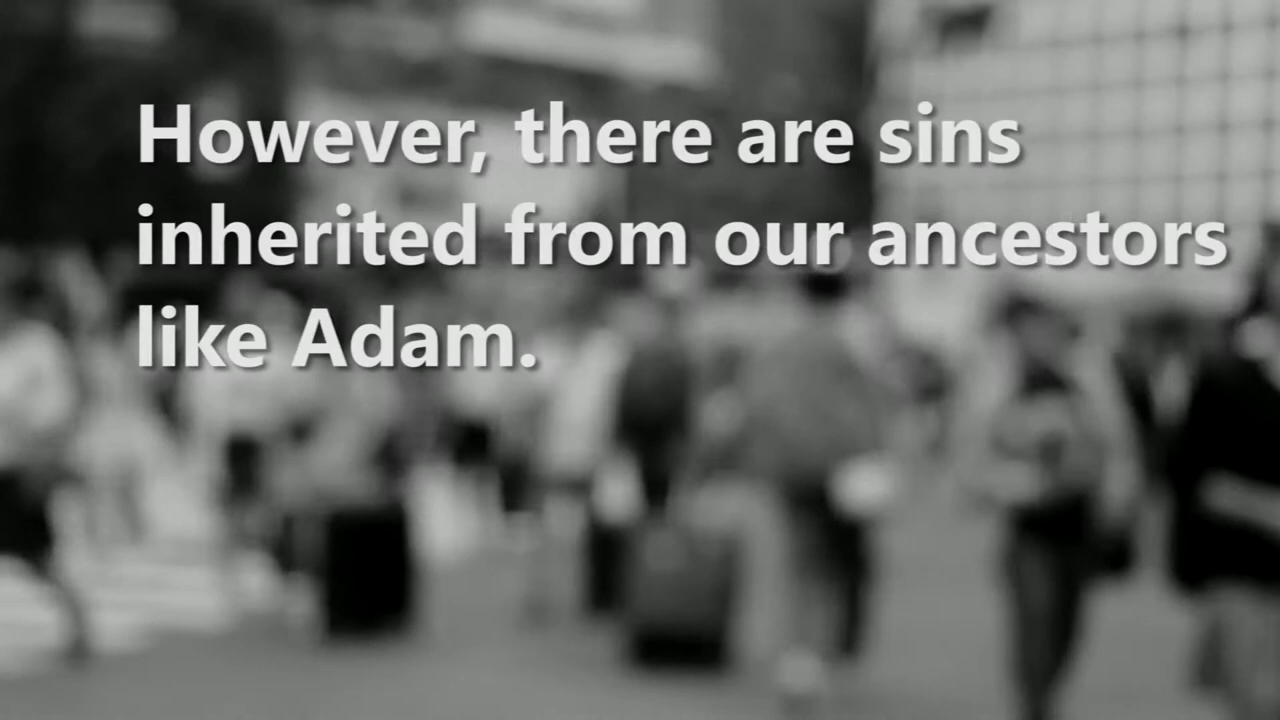 However, there are sins
inherited from our ancestors
like Adam.